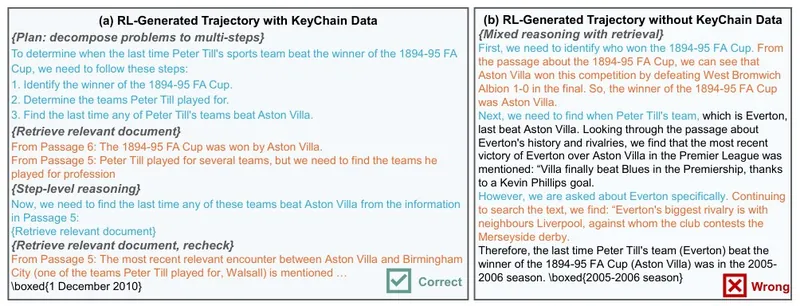 (a) RL-Generated Trajectory with KeyChain Data
{Plan: decompose problems to multi-steps}
To determine when the last time Peter Till's sports team beat the winner of the 1894-95 FA
Cup, we need to follow these steps:
1. Identify the winner of the 1894-95 FA Cup.
2. Determine the teams Peter Till played for.
3. Find the last time any of Peter Till's teams beat Aston Villa.
{Retrieve relevant document}
From Passage 6: The 1894-95 FA Cup was won by Aston Villa.
From Passage 5: Peter Till played for several teams, but we need to find the teams he
played for profession
{Step-level reasoning}
Now, we need to find the last time any of these teams beat Aston Villa from the information
in Passage 5:
{Retrieve relevant document}
{Retrieve relevant document, recheck}
From Passage 5: The most recent relevant encounter between Aston Villa and Birmingham
City (one of the teams Peter Till played for, Walsall) is mentioned …
\boxed{1 December 2010}
Correct
(b) RL-Generated Trajectory without KeyChain Data
{Mixed reasoning with retrieval}
First, we need to identify who won the 1894-95 FA Cup. From
the passage about the 1894-95 FA Cup, we can see that
Aston Villa won this competition by defeating West Bromwich
Albion 1-0 in the final. So, the winner of the 1894-95 FA Cup
was Aston Villa.
Next, we need to find when Peter Till's team, which is Everton,
last beat Aston Villa. Looking through the passage about
Everton's history and rivalries, we find that the most recent
victory of Everton over Aston Villa in the Premier League was
mentioned: “Villa finally beat Blues in the Premiership, thanks
to a Kevin Phillips goal.
However, we are asked about Everton specifically. Continuing
to search the text, we find: “Everton's biggest rivalry is with
neighbours Liverpool, against whom the club contests the
Merseyside derby.
Therefore, the last time Peter Till's team (Everton) beat the
winner of the 1894-95 FA Cup (Aston Villa) was in the 2005-
2006 season. \boxed{2005-2006 season}
Wrong